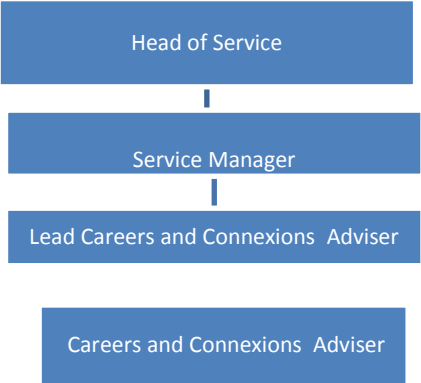 Head of Service
Service Manager
Lead Careers and Connexions  Adviser
Careers and Connexions  Adviser